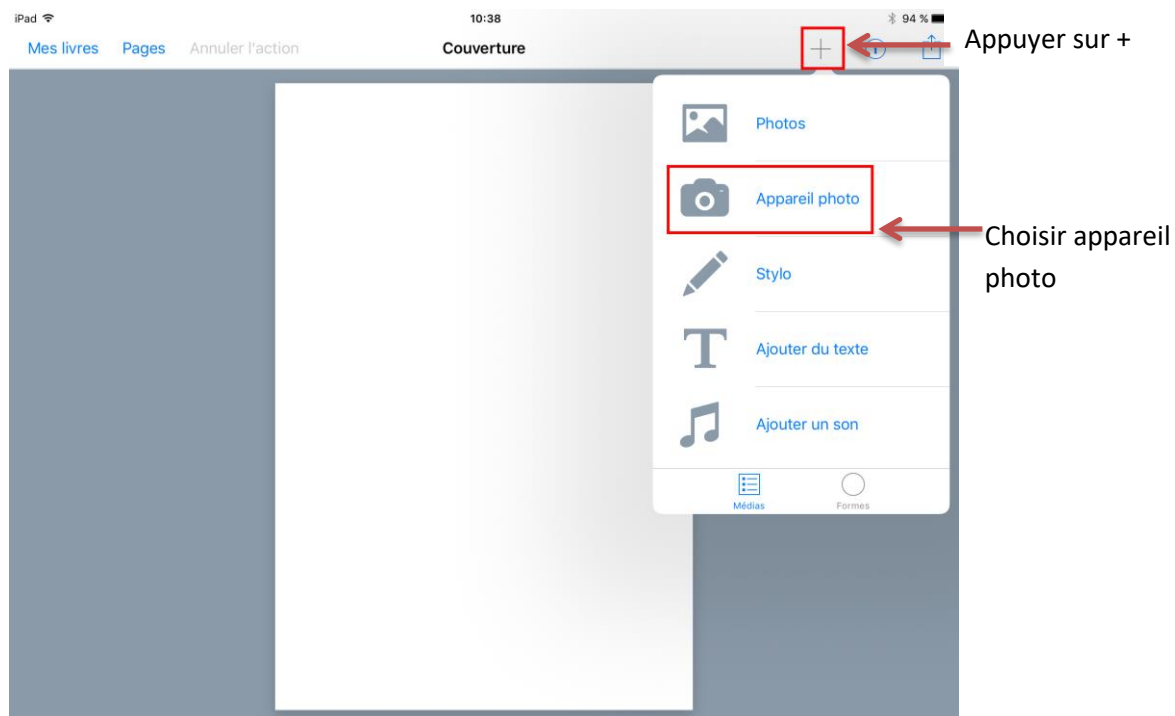 iPad 10:38 94 %
Mes livres Pages Annuler l'action Couverture
Appuyer sur +
Photos
Appareil photo
Choisir appareil
photo
Stylo
Ajouter du texte
Ajouter un son
Médias Formes